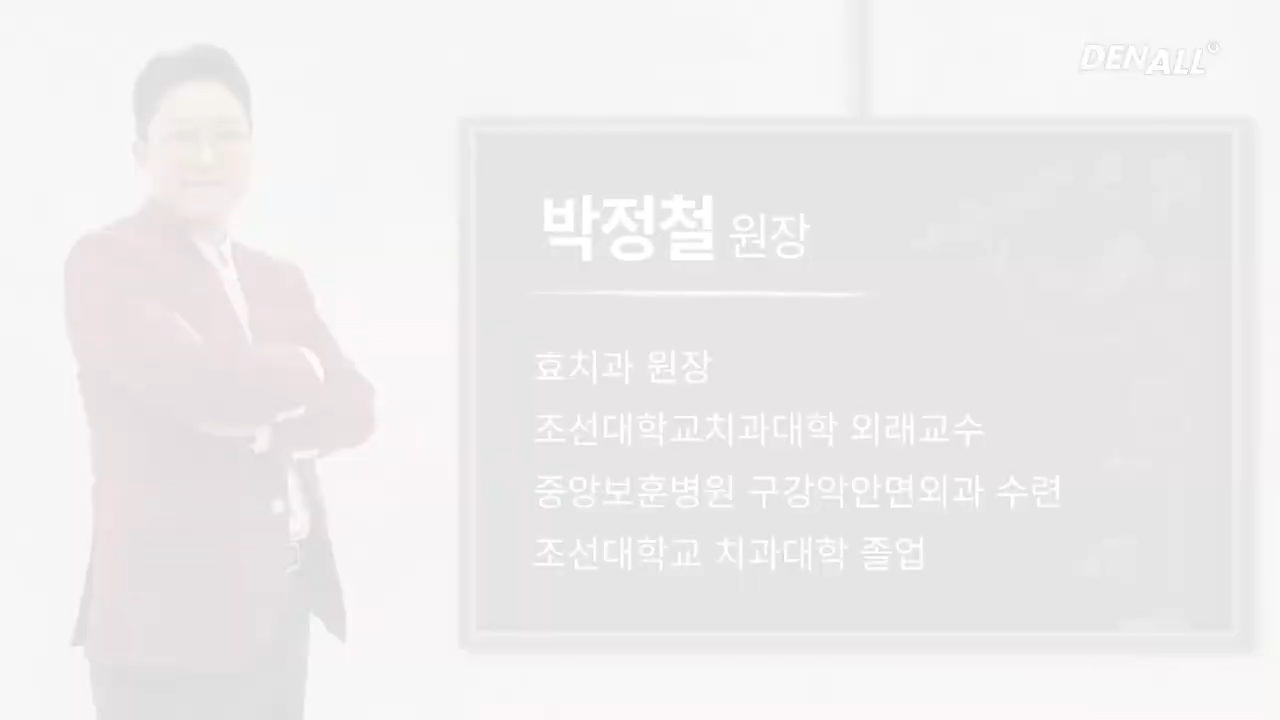 DENALL
박정철 원장
효치과 원장
조선대학교치과대학 외래교수
중앙보훈병원 구강악안면외과 수련
조선대학교 치과대학 졸업